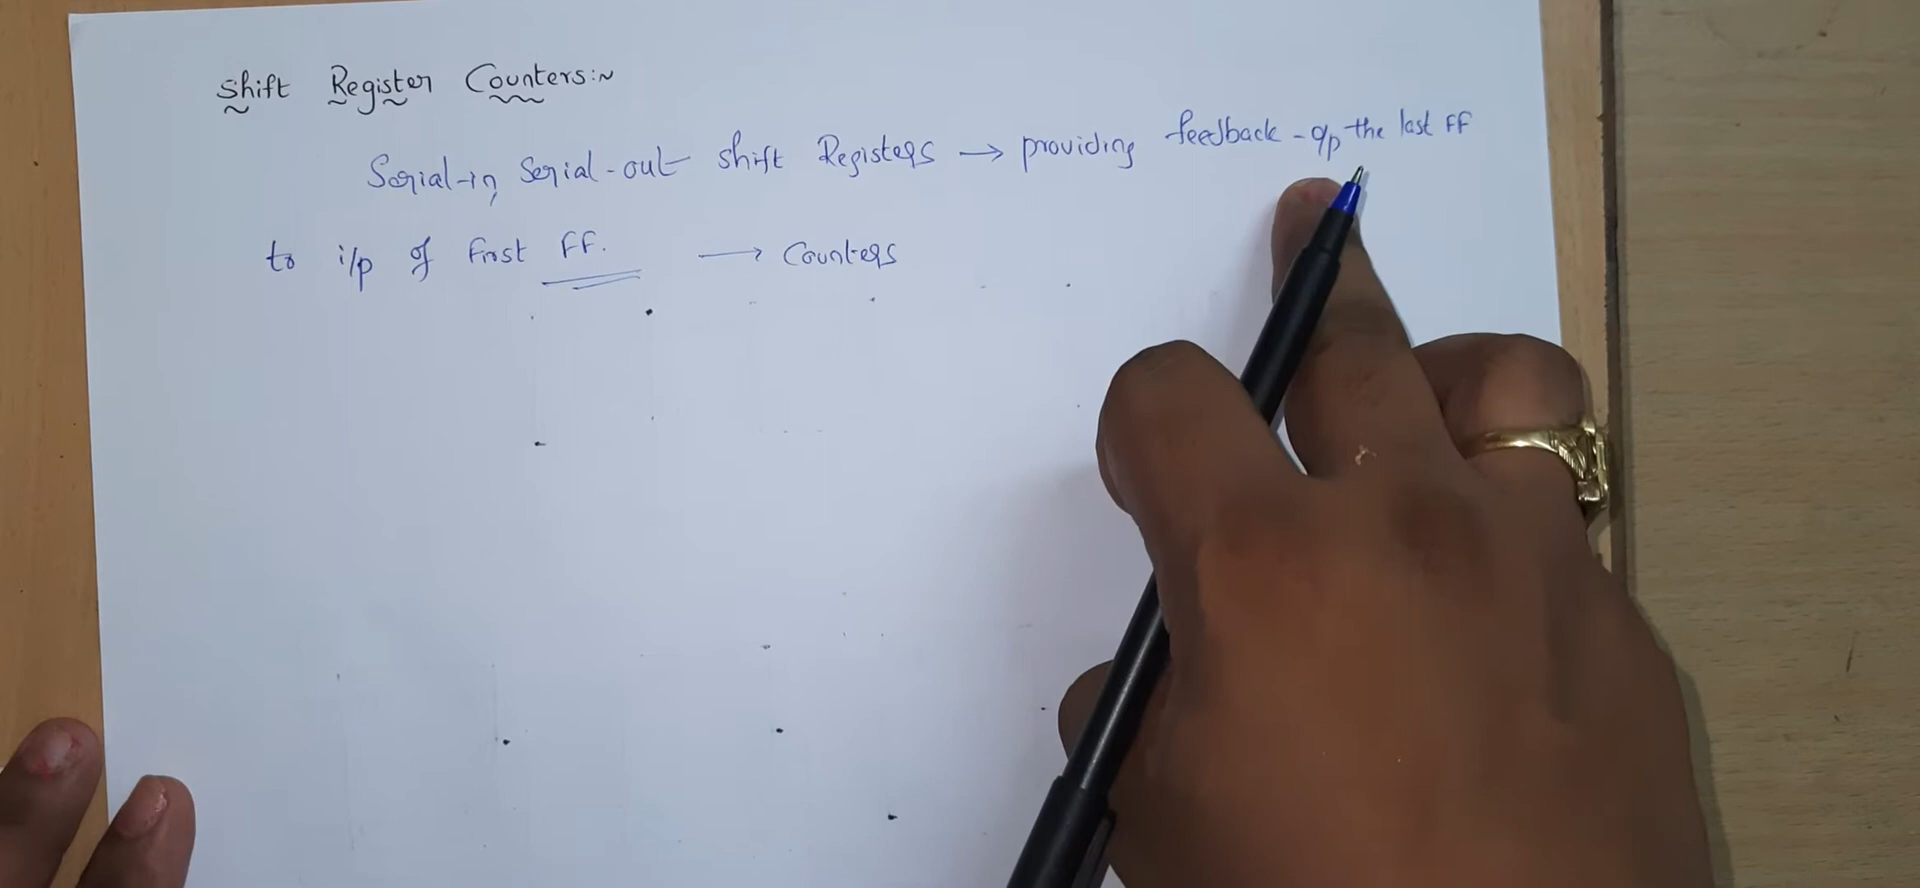 Shift Register Counters:~
Serial-in, Serial-out shift Registers → providing feedback - o/p the last FF
to i/p of first FF. → Counters